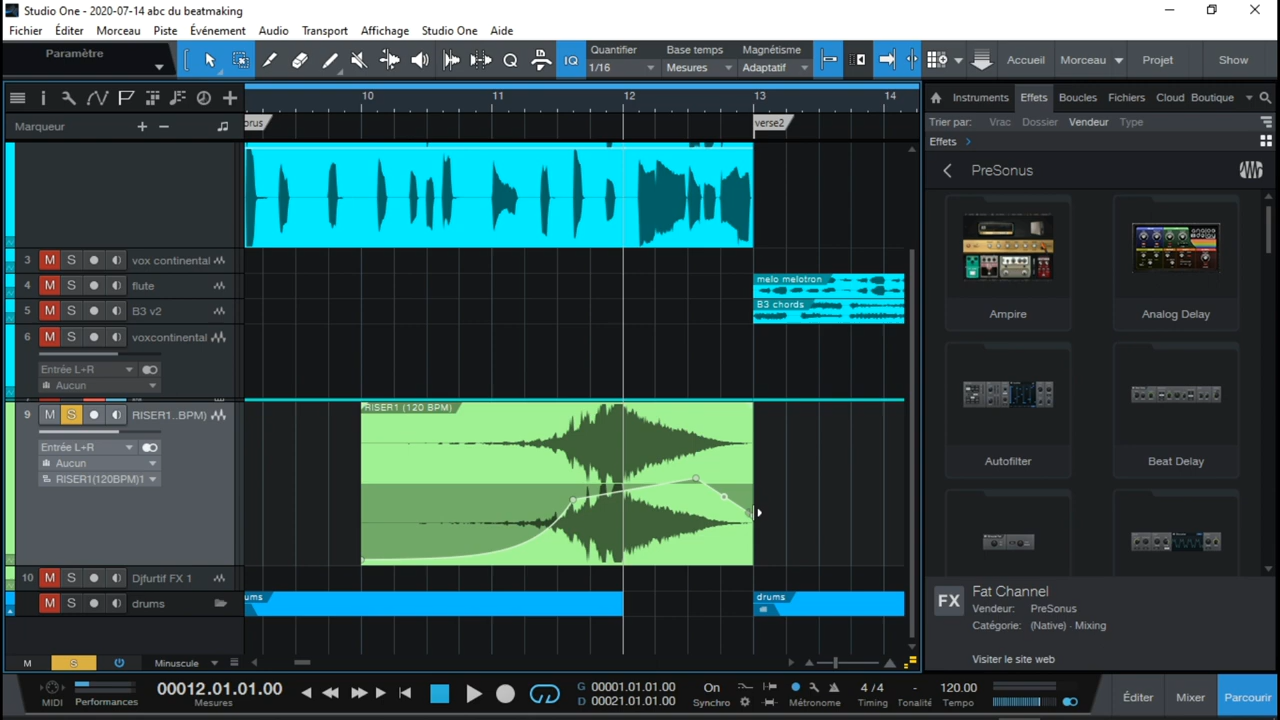 Studio One - 2020-07-14 abc du beatmaking
Fichier Éditer Morceau Piste Événement Audio Transport Affichage Studio One Aide
Paramètre
IQ
Quantifier
1/16
Base temps
Mesures
Magnétisme
Adaptatif
Accueil Morceau Projet Show
10 11 12 13 14
Instruments Effets Boucles Fichiers Cloud Boutique
Marqueur
orus
verse2
Trier par: Vrac Dossier Vendeur Type
Effets
PreSonus
3 M S vox continental
4 M S flute
5 M S B3 v2
6 M S voxcontinental
Entrée L+R
Aucun
melo melotron
B3 chords
Ampire Analog Delay
Autofilter Beat Delay
9 M S RISER1..BPM)
Entrée L+R
Aucun
RISER1(120BPM)1
RISER1 (120 BPM)
10 M S Djfurtif FX 1
M S drums
ums
drums
FX
Fat Channel
Vendeur: PreSonus
Catégorie: (Native) - Mixing
Visiter le site web
M S Minuscule
MIDI
Performances
00012.01.01.00
Mesures
G 00001.01.01.00
D 00021.01.01.00
On
Synchro
Métronome
4 / 4
Timing
-
Tonalité
120.00
Tempo
Éditer Mixer Parcourir